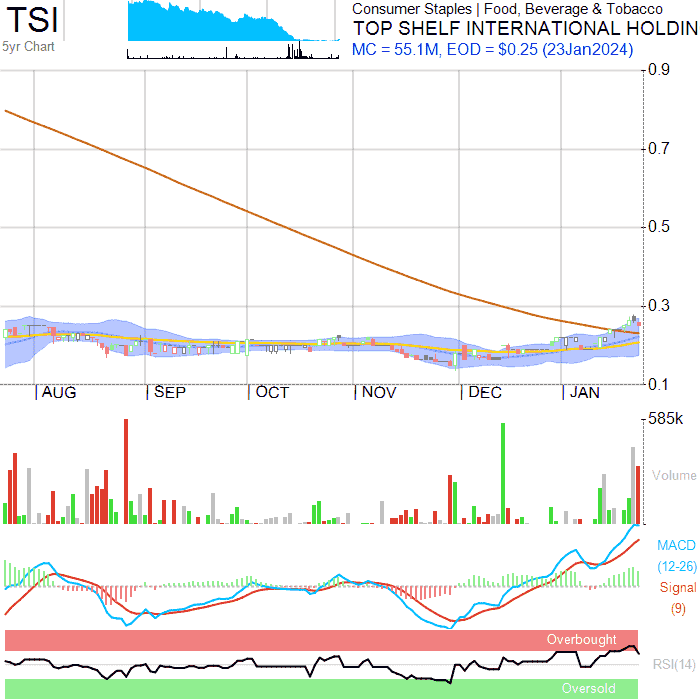 TSI
5yr Chart
Consumer Staples | Food, Beverage & Tobacco
TOP SHELF INTERNATIONAL HOLDIN
MC = 55.1M, EOD = $0.25 (23Jan2024)
0.9
0.7
0.5
0.3
0.1
AUG
SEP
OCT
NOV
DEC
JAN
585k
Volume
MACD
(12-26)
Signal
(9)
Overbought
RSI(14)
Oversold